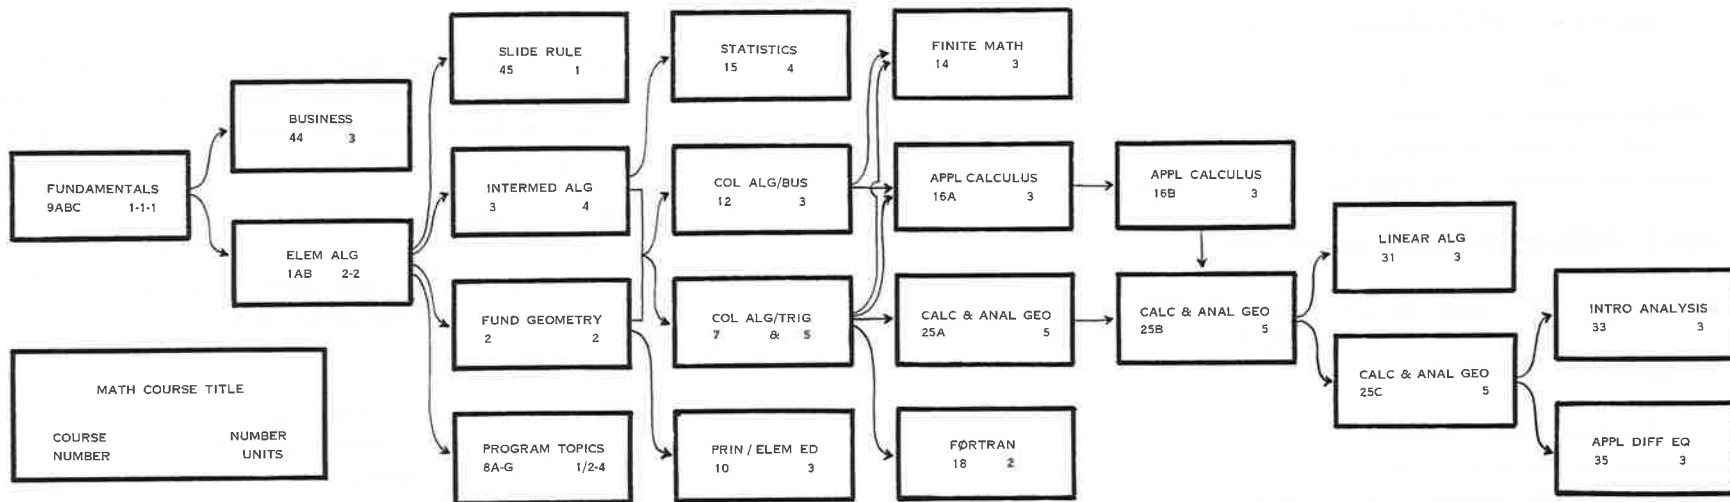 FUNDAMENTALS
9ABC 1-1-1
BUSINESS
44 3
ELEM ALG
1AB 2-2
SLIDE RULE
45 1
INTERMED ALG
3 4
FUND GEOMETRY
2 2
PROGRAM TOPICS
8A-G 1/2-4
STATISTICS
15 4
COL ALG/BUS
12 3
COL ALG/TRIG
7 & 5
PRIN / ELEM ED
10 3
FINITE MATH
14 3
APPL CALCULUS
16A 3
CALC & ANAL GEO
25A 5
FØRTRAN
18 2
APPL CALCULUS
16B 3
CALC & ANAL GEO
25B 5
LINEAR ALG
31 3
CALC & ANAL GEO
25C 5
INTRO ANALYSIS
33 3
APPL DIFF EQ
35 3
MATH COURSE TITLE
COURSE NUMBER
NUMBER UNITS